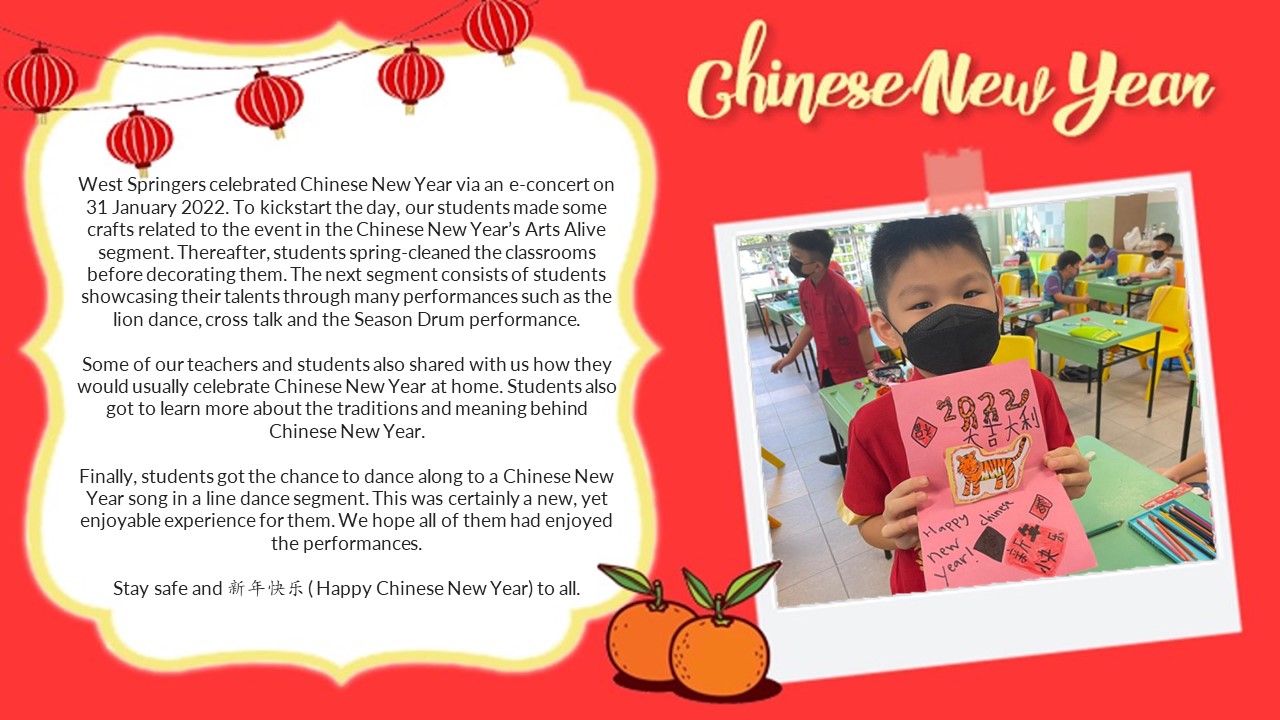 Chinese New Year
West Springers celebrated Chinese New Year via an e-concert on
31 January 2022. To kickstart the day, our students made some
crafts related to the event in the Chinese New Year's Arts Alive
segment. Thereafter, students spring-cleaned the classrooms
before decorating them. The next segment consists of students
showcasing their talents through many performances such as the
lion dance, cross talk and the Season Drum performance.
Some of our teachers and students also shared with us how they
would usually celebrate Chinese New Year at home. Students also
got to learn more about the traditions and meaning behind
Chinese New Year.
Finally, students got the chance to dance along to a Chinese New
Year song in a line dance segment. This was certainly a new, yet
enjoyable experience for them. We hope all of them had enjoyed
the performances.
Stay safe and 新年快乐 (Happy Chinese New Year) to all.
2022
大吉大利
Happy chinese
new
year!